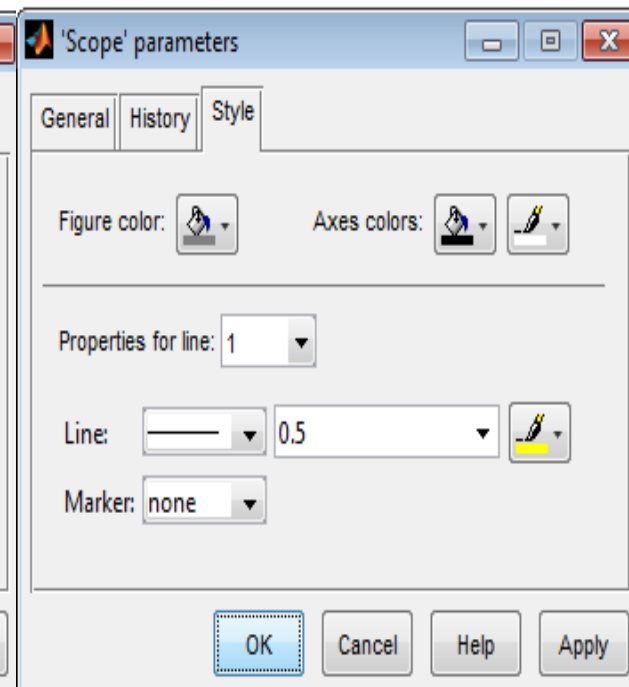 'Scope' parameters
General History Style
Figure color: Axes colors:
Properties for line: 1
Line: 0.5
Marker: none
OK Cancel Help Apply